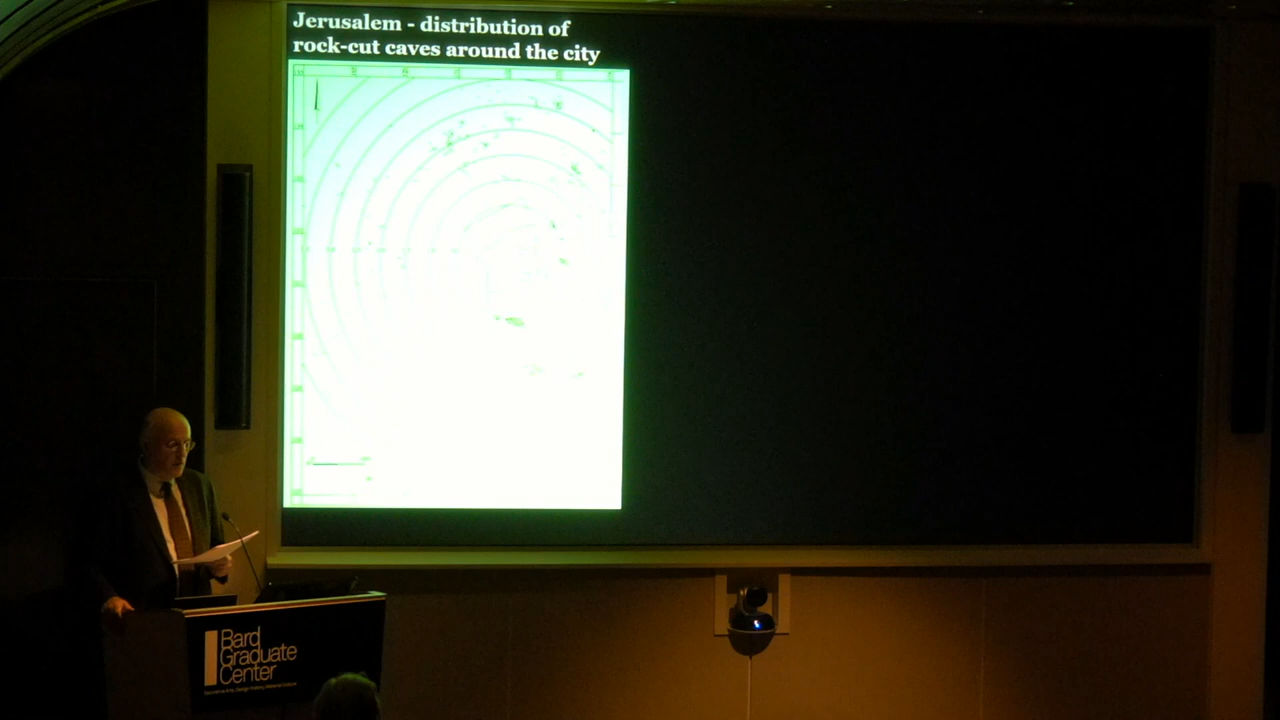 Jerusalem - distribution of
rock-cut caves around the city
Bard
Graduate
Center